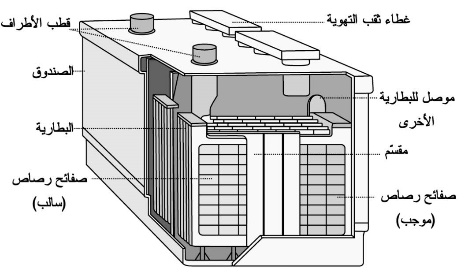 غطاء ثقب التهوية
قطب الأطراف
الصندوق
موصل للبطارية
الأخرى
البطارية
مقسّم
صفائح رصاص
(سالب)
صفائح رصاص
(موجب)